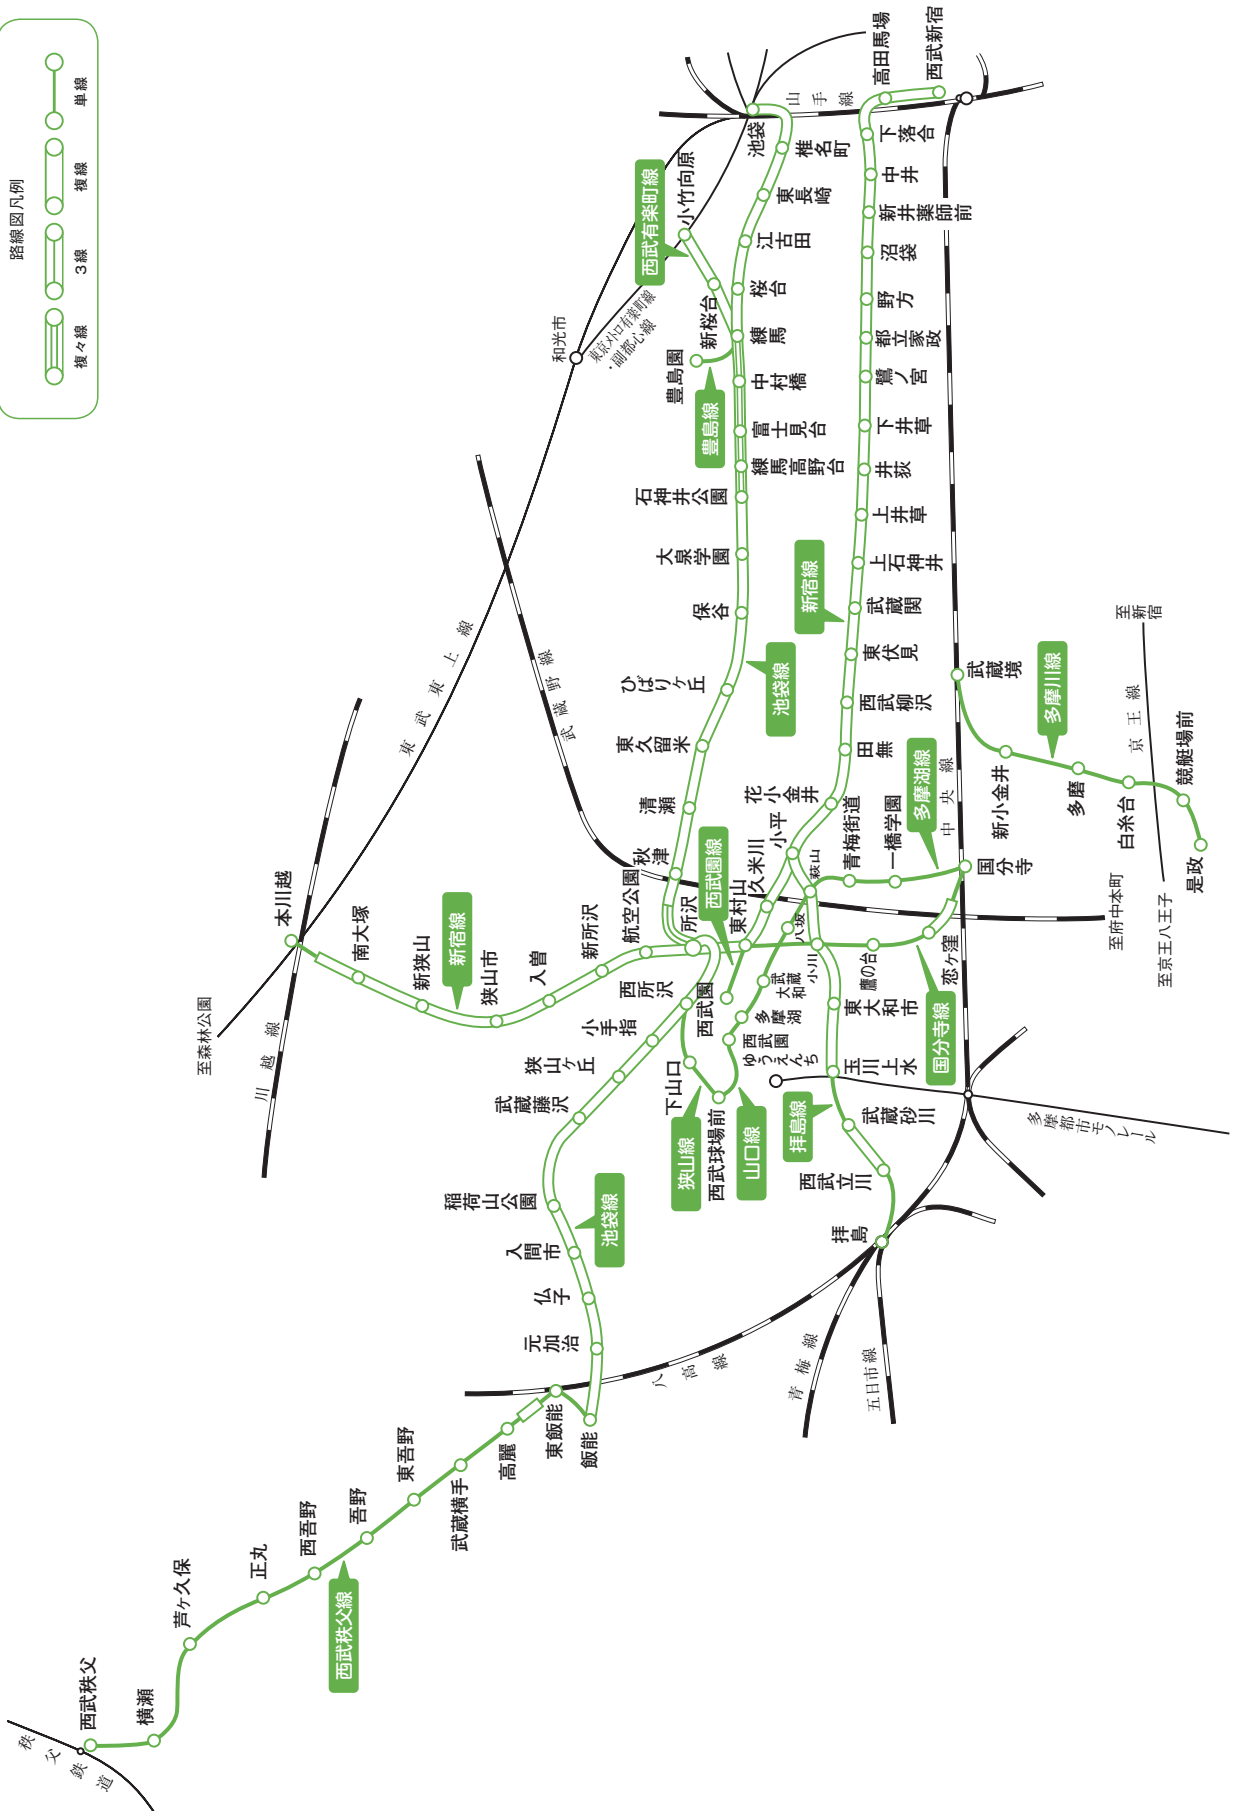 路線図凡例
単線
複線
3線
複々線
西武秩父線
池袋線
新宿線
西武有楽町線
豊島線
池袋線
新宿線
西武園線
狭山線
山口線
拝島線
国分寺線
多摩湖線
多摩川線
西武秩父
横瀬
芦ヶ久保
正丸
西吾野
吾野
東吾野
武蔵横手
高麗
東飯能
飯能
元加治
仏子
入間市
稲荷山公園
武蔵藤沢
狭山ヶ丘
小手指
西所沢
所沢
秋津
清瀬
東久留米
ひばりヶ丘
保谷
大泉学園
石神井公園
練馬高野台
富士見台
中村橋
練馬
桜台
江古田
東長崎
椎名町
池袋
豊島園
新桜台
小竹向原
本川越
南大塚
新狭山
狭山市
入曽
新所沢
航空公園
東村山
久米川
小平
花小金井
田無
西武柳沢
東伏見
武蔵関
上石神井
上井草
井荻
下井草
鷺ノ宮
都立家政
野方
沼袋
新井薬師前
中井
下落合
高田馬場
西武新宿
西武園
下山口
西武球場前
西武園
ゆうえんち
多摩湖
武蔵
大和
八坂
萩山
青梅街道
一橋学園
国分寺
恋ヶ窪
鷹の台
小川
東大和市
玉川上水
武蔵砂川
西武立川
拝島
武蔵境
新小金井
多磨
白糸台
競艇場前
是政
和光市
東京メトロ有楽町線
・副都心線
山手線
東武東上線
武蔵野線
川越線
至森林公園
中央線
京王線
至新宿
至府中本町
至京王八王子
多摩都市モノレール
八高線
青梅線
五日市線
秩父鉄道